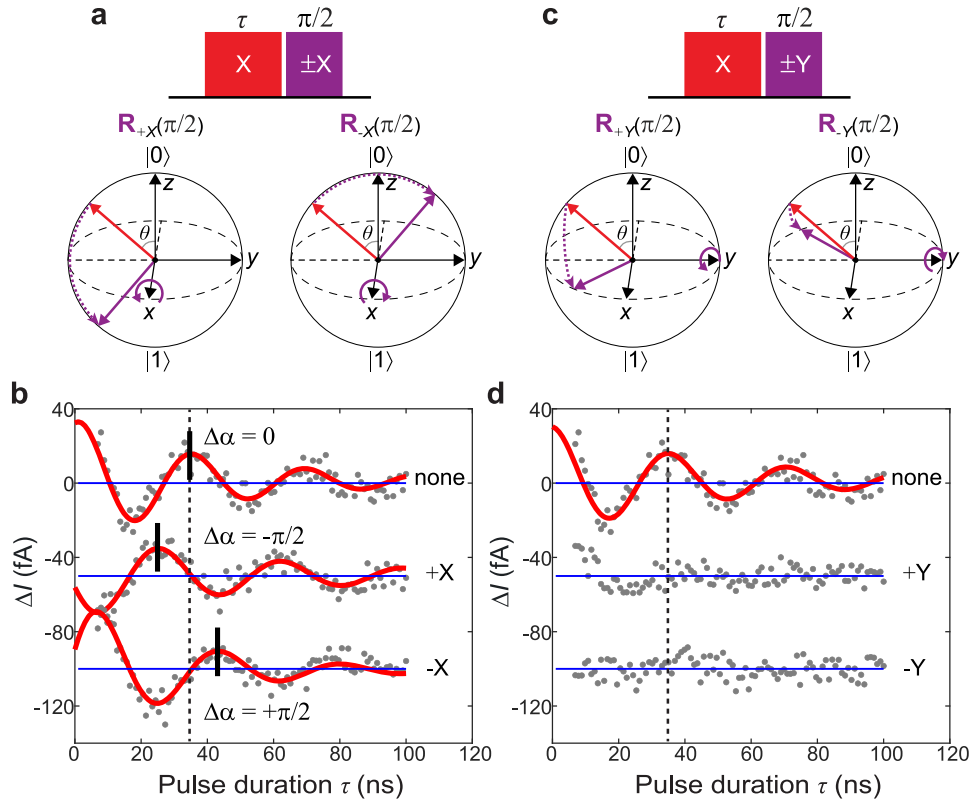 a
τ π/2
X ±X
R+X(π/2) R-X(π/2)
|0⟩ |0⟩
z z
θ θ
y y
x x
|1⟩ |1⟩
c
τ π/2
X ±Y
R+Y(π/2) R-Y(π/2)
|0⟩ |0⟩
z z
θ θ
y y
x x
|1⟩ |1⟩
b
ΔI (fA)
40
0
-40
-80
-120
Δα = 0
none
Δα = -π/2
+X
-X
Δα = +π/2
0 20 40 60 80 100 120
Pulse duration τ (ns)
d
ΔI (fA)
40
0
-40
-80
-120
none
+Y
-Y
0 20 40 60 80 100 120
Pulse duration τ (ns)